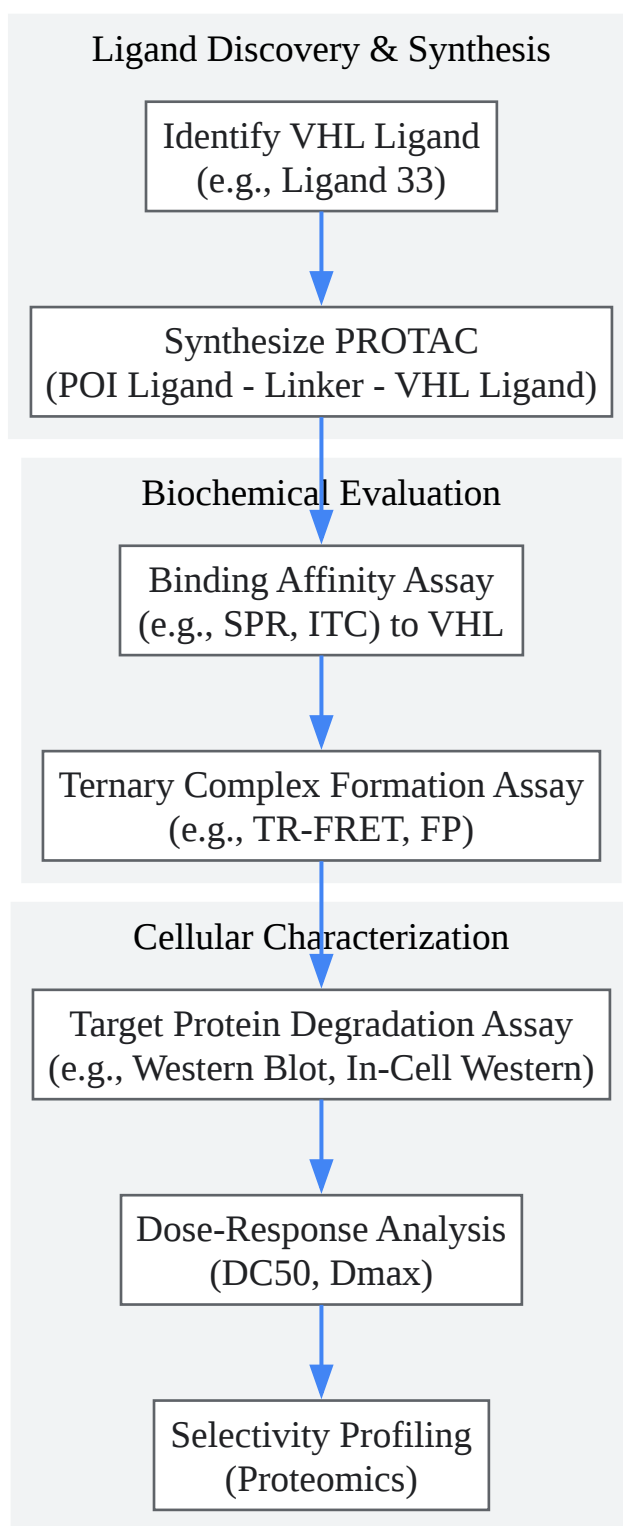 Ligand Discovery & Synthesis
Identify VHL Ligand
(e.g., Ligand 33)
Synthesize PROTAC
(POI Ligand - Linker - VHL Ligand)
Biochemical Evaluation
Binding Affinity Assay
(e.g., SPR, ITC) to VHL
Ternary Complex Formation Assay
(e.g., TR-FRET, FP)
Cellular Characterization
Target Protein Degradation Assay
(e.g., Western Blot, In-Cell Western)
Dose-Response Analysis
(DC50, Dmax)
Selectivity Profiling
(Proteomics)